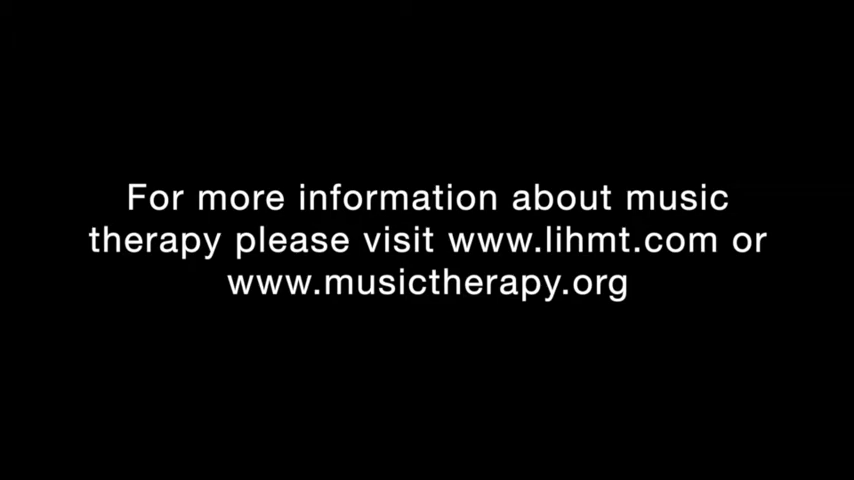 For more information about music
therapy please visit www.lihmt.com or
www.musictherapy.org